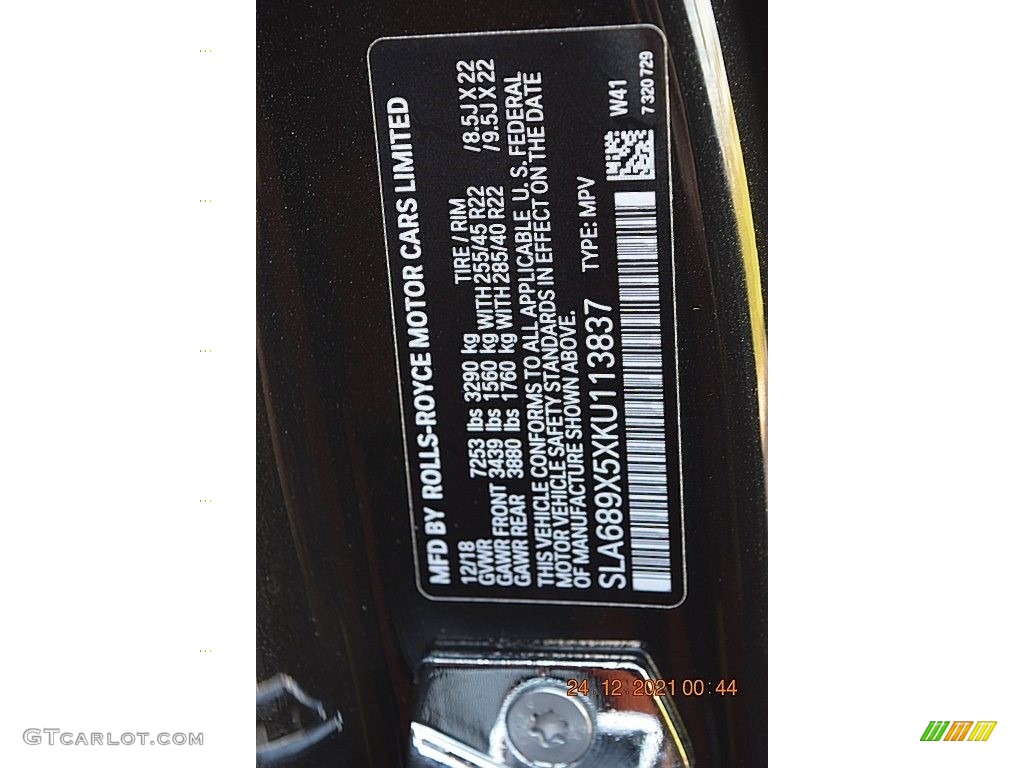 MFD BY ROLLS-ROYCE MOTOR CARS LIMITED
12/18 TIRE / RIM
GVWR 7253 lbs 3290 kg
GAWR FRONT 3439 lbs 1560 kg WITH 255/45 R22 /8.5J X 22
GAWR REAR 3880 lbs 1760 kg WITH 285/40 R22 /9.5J X 22
THIS VEHICLE CONFORMS TO ALL APPLICABLE U. S. FEDERAL
MOTOR VEHICLE SAFETY STANDARDS IN EFFECT ON THE DATE
OF MANUFACTURE SHOWN ABOVE.
SLA689X5XKU113837 TYPE: MPV
W41
7320729
24 12 2021 00:44
GTCARLOT.COM